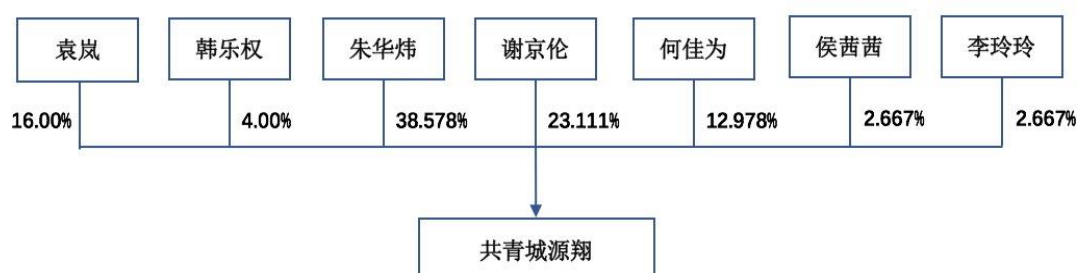 袁岚
韩乐权
朱华炜
谢京伦
何佳为
侯茜茜
李玲玲
16.00%
4.00%
38.578%
23.111%
12.978%
2.667%
2.667%
共青城源翔